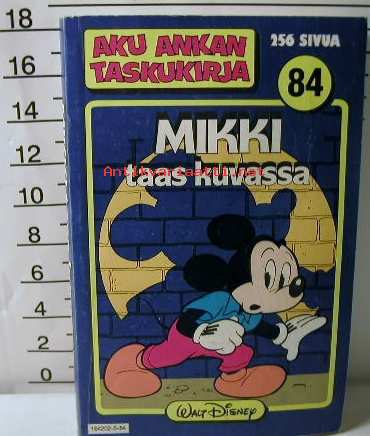 18
16
14
12
10
8
6
4
2
0
AKU ANKAN
TASKUKIRJA
256 SIVUA
84
MIKKI
taas kuvassa
Antikvariaatti.net
WALT DISNEY